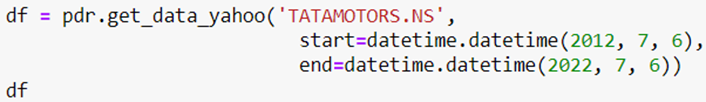 df = pdr.get_data_yahoo('TATAMOTORS.NS',
start=datetime.datetime(2012, 7, 6),
end=datetime.datetime(2022, 7, 6))
df